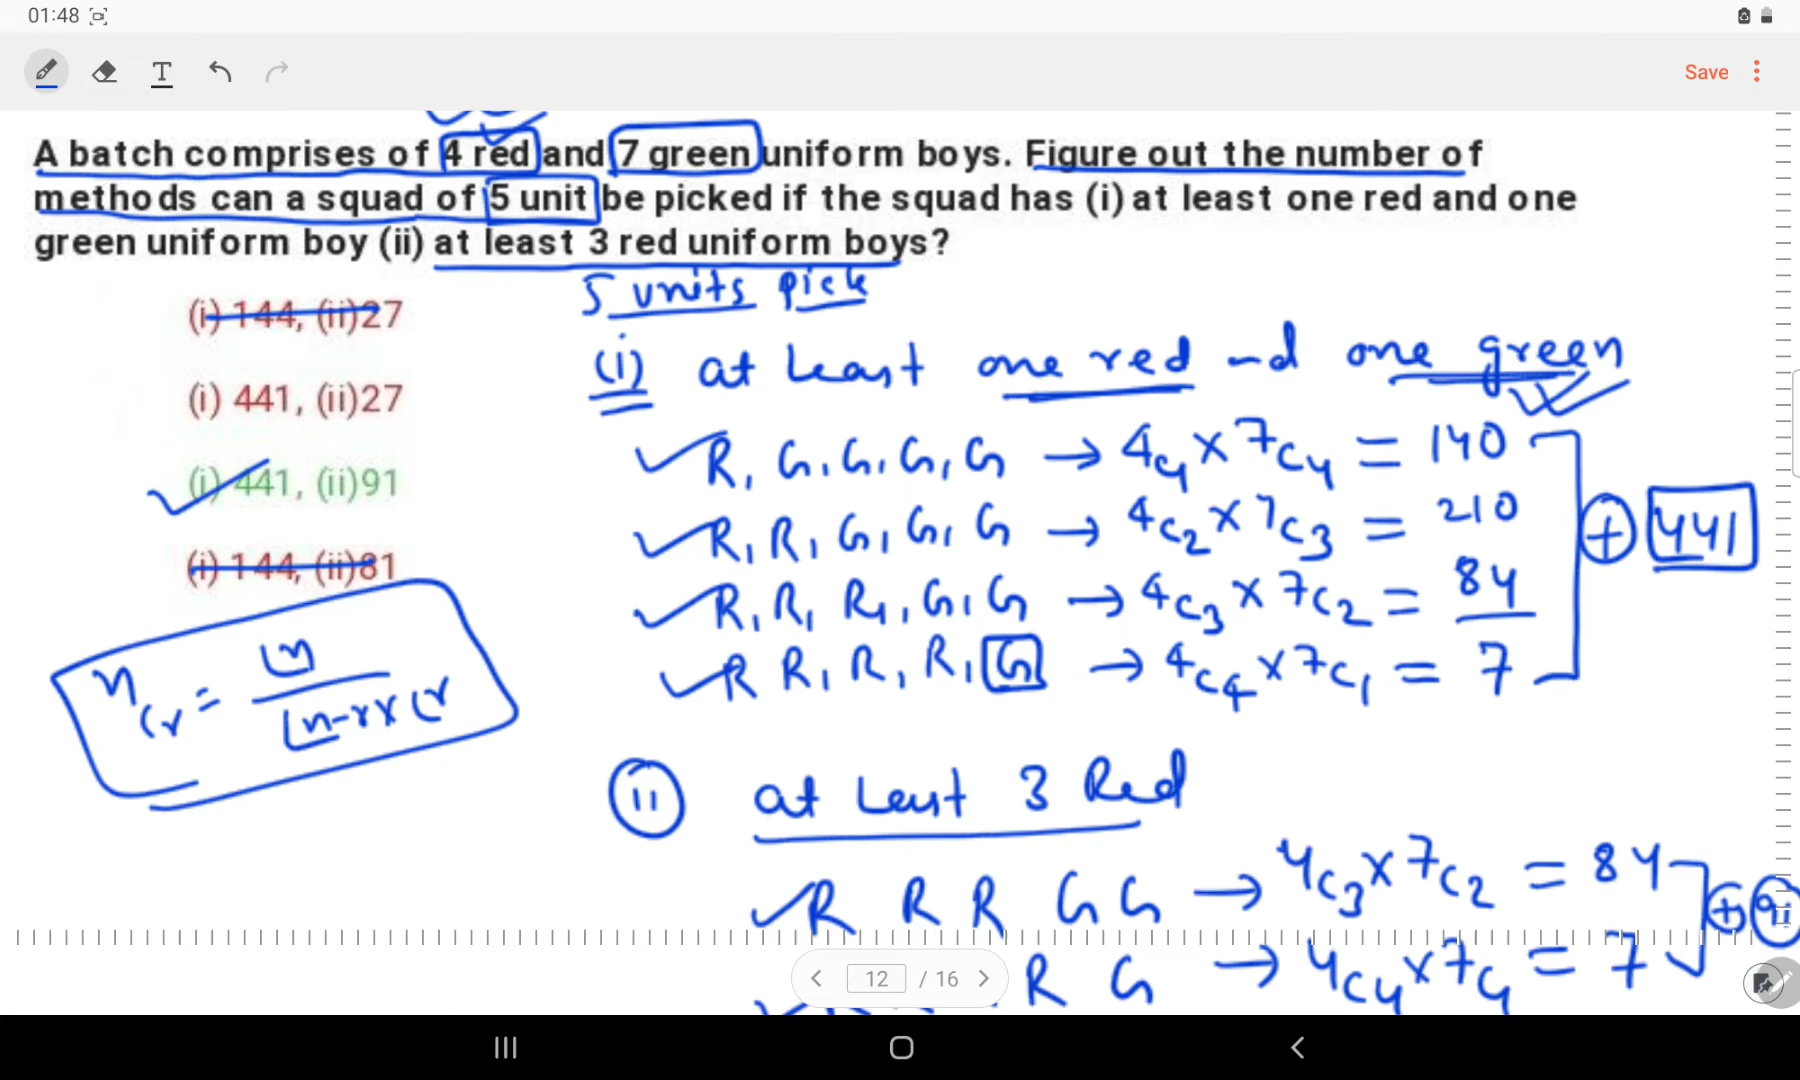 01:48
Save
A batch comprises of 4 red and 7 green uniform boys. Figure out the number of
methods can a squad of 5 unit be picked if the squad has (i) at least one red and one
green uniform boy (ii) at least 3 red uniform boys?
5 units pick
(i) 144, (ii)27
(i) at least one red and one green
(i) 441, (ii)27
R, G, G, G, G → 4C1 × 7C4 = 140
(i) 441, (ii)91
R, R, G, G, G → 4C2 × 7C3 = 210
+ 441
(i) 144, (ii)81
R, R, R, G, G → 4C3 × 7C2 = 84
R R, R, R, G → 4C4 × 7C1 = 7
nCr = n / n-r × r
(ii) at least 3 Red
R R R G G → 4C3 × 7C2 = 84
+ 91
R G → 4C4 × 7C1 = 7
12 / 16